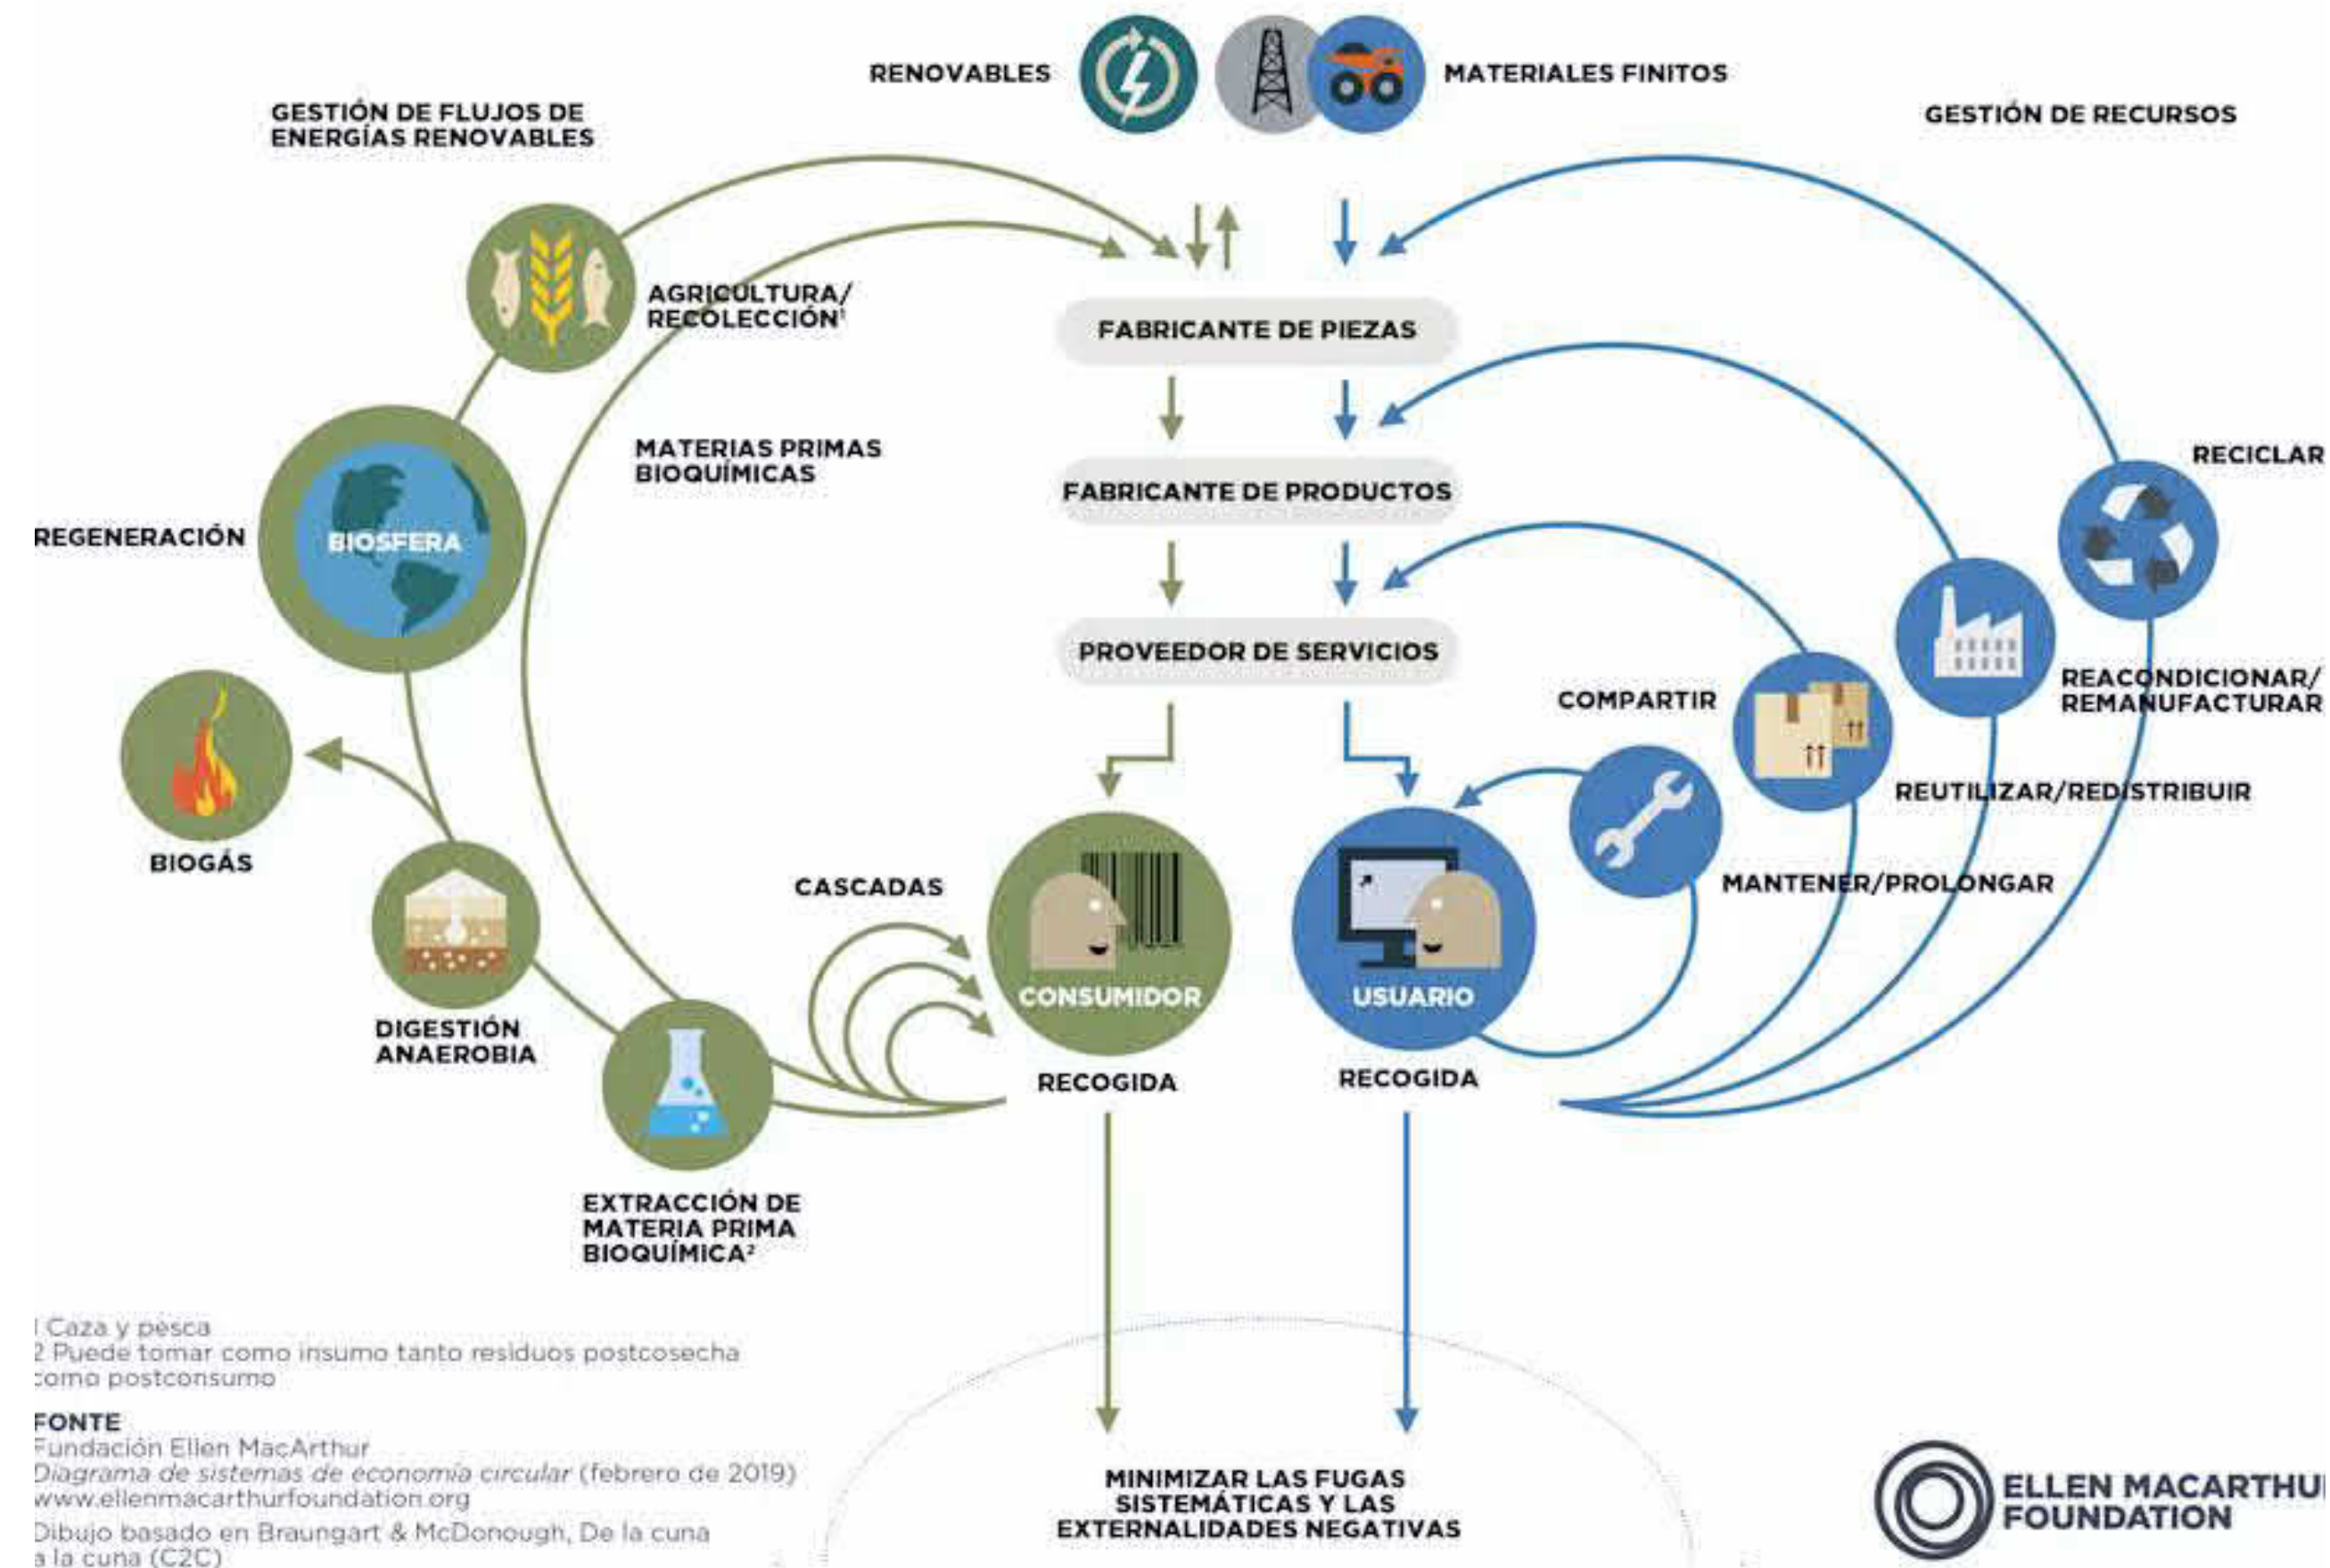 RENOVABLES
MATERIALES FINITOS
GESTIÓN DE FLUJOS DE
ENERGÍAS RENOVABLES
GESTIÓN DE RECURSOS
AGRICULTURA/
RECOLECCIÓN¹
FABRICANTE DE PIEZAS
MATERIAS PRIMAS
BIOQUÍMICAS
RECICLAR
FABRICANTE DE PRODUCTOS
REGENERACIÓN
BIOSFERA
PROVEEDOR DE SERVICIOS
REACONDICIONAR/
REMANUFACTURAR
COMPARTIR
REUTILIZAR/REDISTRIBUIR
BIOGÁS
CASCADAS
MANTENER/PROLONGAR
CONSUMIDOR
USUARIO
DIGESTIÓN
ANAEROBIA
RECOGIDA
RECOGIDA
EXTRACCIÓN DE
MATERIA PRIMA
BIOQUÍMICA²
1 Caza y pesca
2 Puede tomar como insumo tanto residuos postcosecha
como postconsumo
FONTE
Fundación Ellen MacArthur
Diagrama de sistemas de economía circular (febrero de 2019)
www.ellenmacarthurfoundation.org
Dibujo basado en Braungart & McDonough, De la cuna
a la cuna (C2C)
MINIMIZAR LAS FUGAS
SISTEMÁTICAS Y LAS
EXTERNALIDADES NEGATIVAS
ELLEN MACARTHU
FOUNDATION